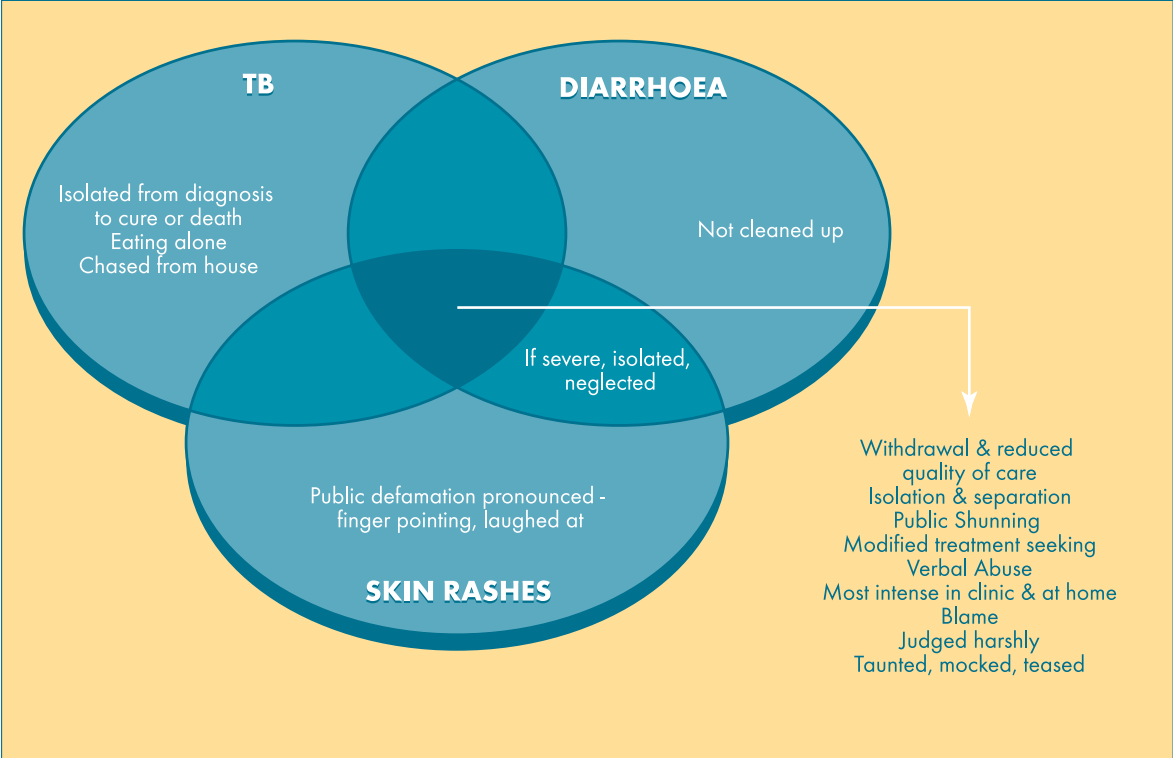 TB
DIARRHOEA
Isolated from diagnosis
to cure or death
Eating alone
Chased from house
Not cleaned up
If severe, isolated,
neglected
Public defamation pronounced -
finger pointing, laughed at
SKIN RASHES
Withdrawal & reduced
quality of care
Isolation & separation
Public Shunning
Modified treatment seeking
Verbal Abuse
Most intense in clinic & at home
Blame
Judged harshly
Taunted, mocked, teased